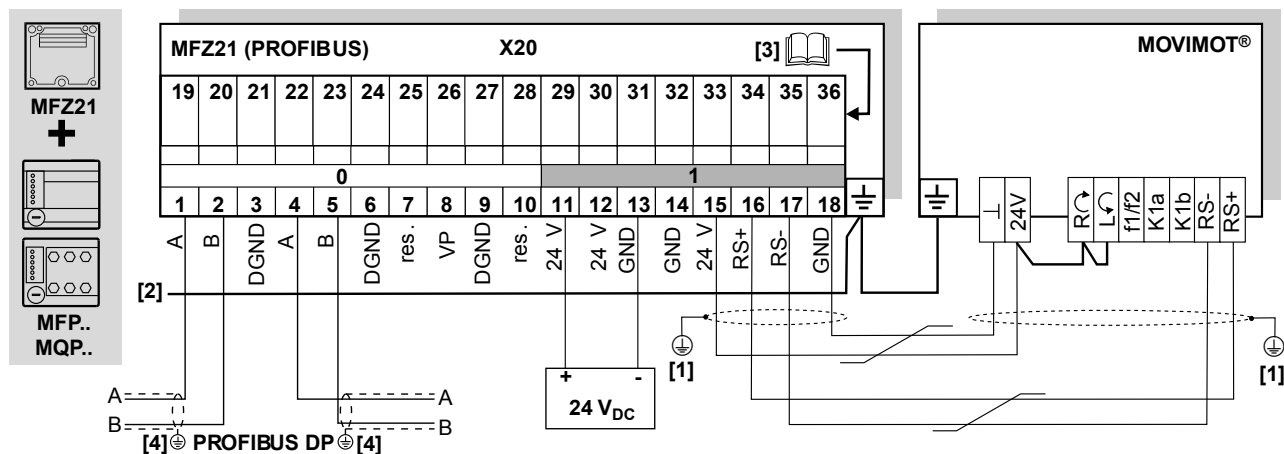 MFZ21
MFP..
MQP..
MFZ21 (PROFIBUS) X20 [3]
19 20 21 22 23 24 25 26 27 28 29 30 31 32 33 34 35 36
0 1
1 2 3 4 5 6 7 8 9 10 11 12 13 14 15 16 17 18
A B DGND A B DGND res. VP DGND res. 24 V 24 V GND GND 24 V RS+ RS- GND
[2]
MOVIMOT®
⊥ 24V R L f1/f2 K1a K1b RS- RS+
[1] [1]
+ -
24 VDC
A A
B B
[4] PROFIBUS DP [4]